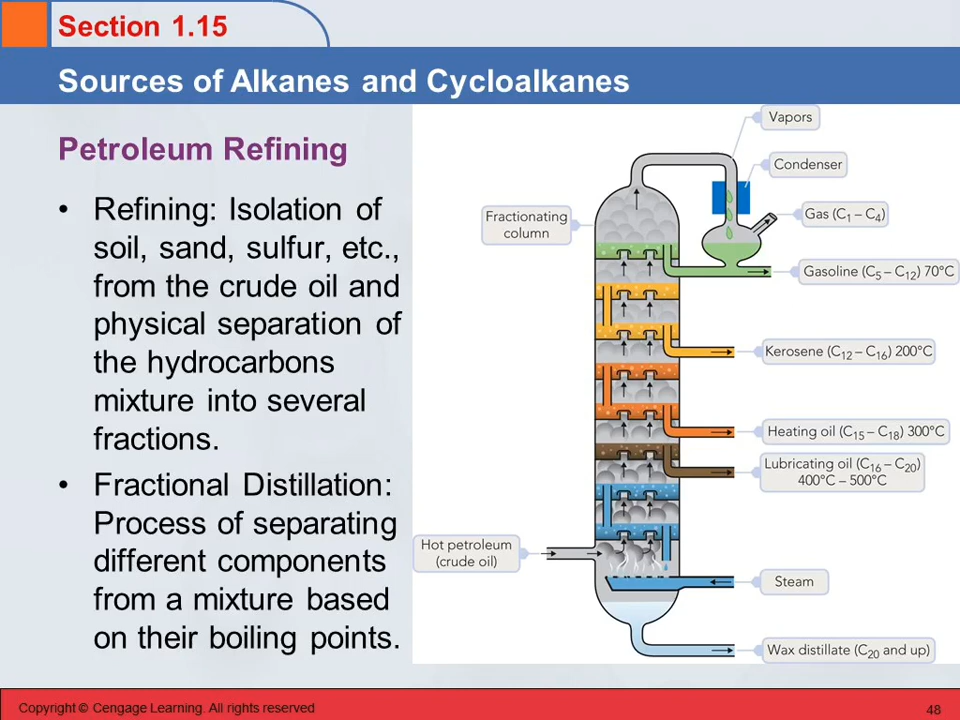 Section 1.15
Sources of Alkanes and Cycloalkanes
Petroleum Refining
• Refining: Isolation of
soil, sand, sulfur, etc.,
from the crude oil and
physical separation of
the hydrocarbons
mixture into several
fractions.
• Fractional Distillation:
Process of separating
different components
from a mixture based
on their boiling points.
Vapors
Condenser
Fractionating
column
Gas (C₁ – C₄)
Gasoline (C₅ – C₁₂) 70°C
Kerosene (C₁₂ – C₁₆) 200°C
Heating oil (C₁₅ – C₁₈) 300°C
Lubricating oil (C₁₆ – C₂₀)
400°C – 500°C
Hot petroleum
(crude oil)
Steam
Wax distillate (C₂₀ and up)
Copyright © Cengage Learning. All rights reserved
48